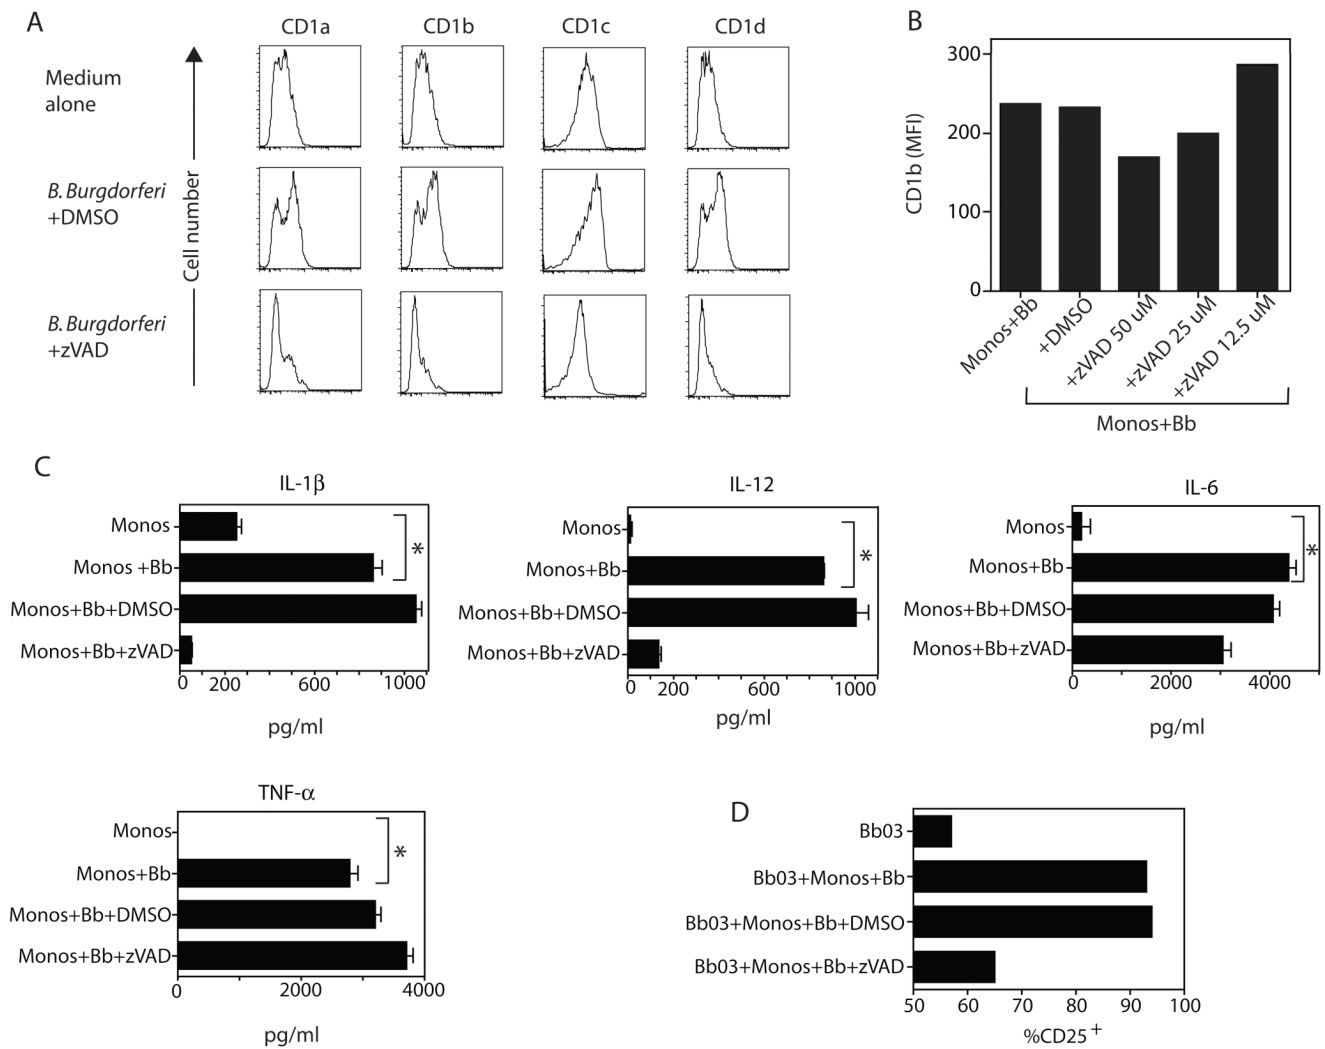 A
CD1a
CD1b
CD1c
CD1d
Medium
alone
B. Burgdorferi
+DMSO
B. Burgdorferi
+zVAD
Cell number
B
CD1b (MFI)
300
200
100
0
Monos+Bb
+DMSO
+zVAD 50 uM
+zVAD 25 uM
+zVAD 12.5 uM
Monos+Bb
C
IL-1β
Monos
Monos +Bb
Monos+Bb+DMSO
Monos+Bb+zVAD
*
0 200 600 1000
pg/ml
IL-12
Monos
Monos+Bb
Monos+Bb+DMSO
Monos+Bb+zVAD
*
0 200 600 1000
pg/ml
IL-6
Monos
Monos+Bb
Monos+Bb+DMSO
Monos+Bb+zVAD
*
0 2000 4000
pg/ml
TNF-α
Monos
Monos+Bb
Monos+Bb+DMSO
Monos+Bb+zVAD
*
0 2000 4000
pg/ml
D
Bb03
Bb03+Monos+Bb
Bb03+Monos+Bb+DMSO
Bb03+Monos+Bb+zVAD
50 60 70 80 90 100
%CD25+